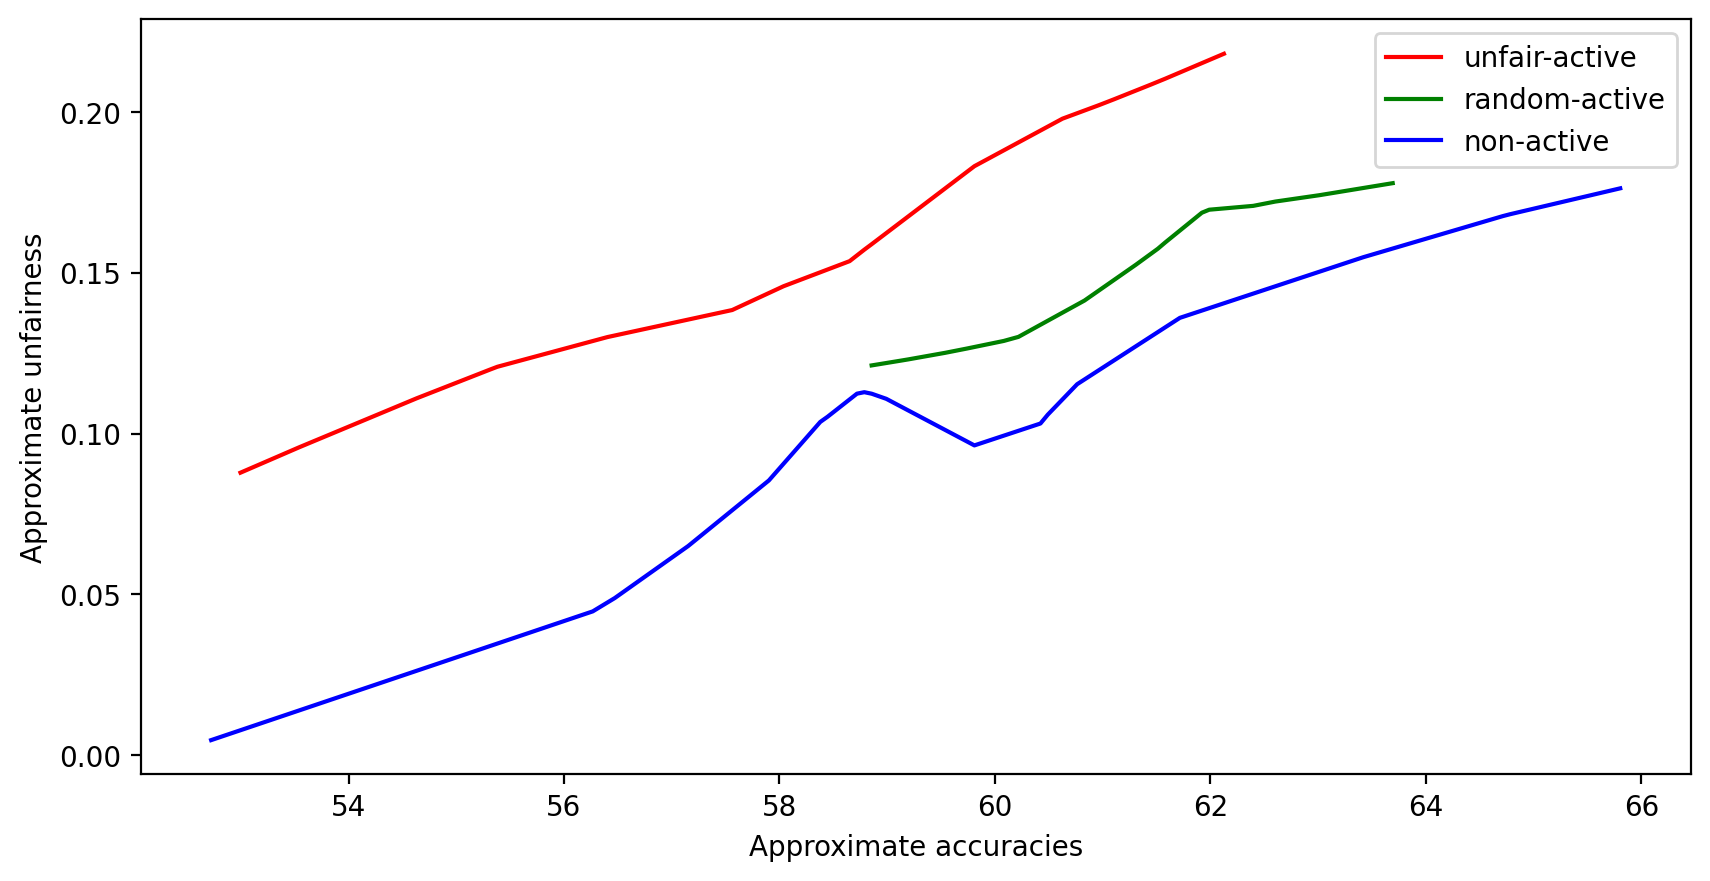 unfair-active
random-active
non-active
0.20
0.15
0.10
0.05
0.00
Approximate unfairness
54 56 58 60 62 64 66
Approximate accuracies